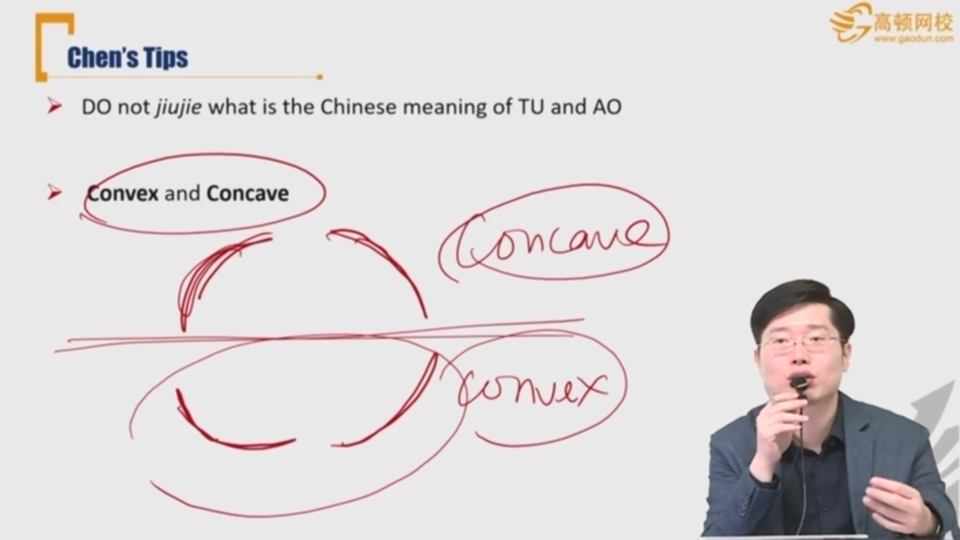 Chen's Tips
高顿网校
www.gaodun.com
DO not jiujie what is the Chinese meaning of TU and AO
Convex and Concave
Concave
Convex